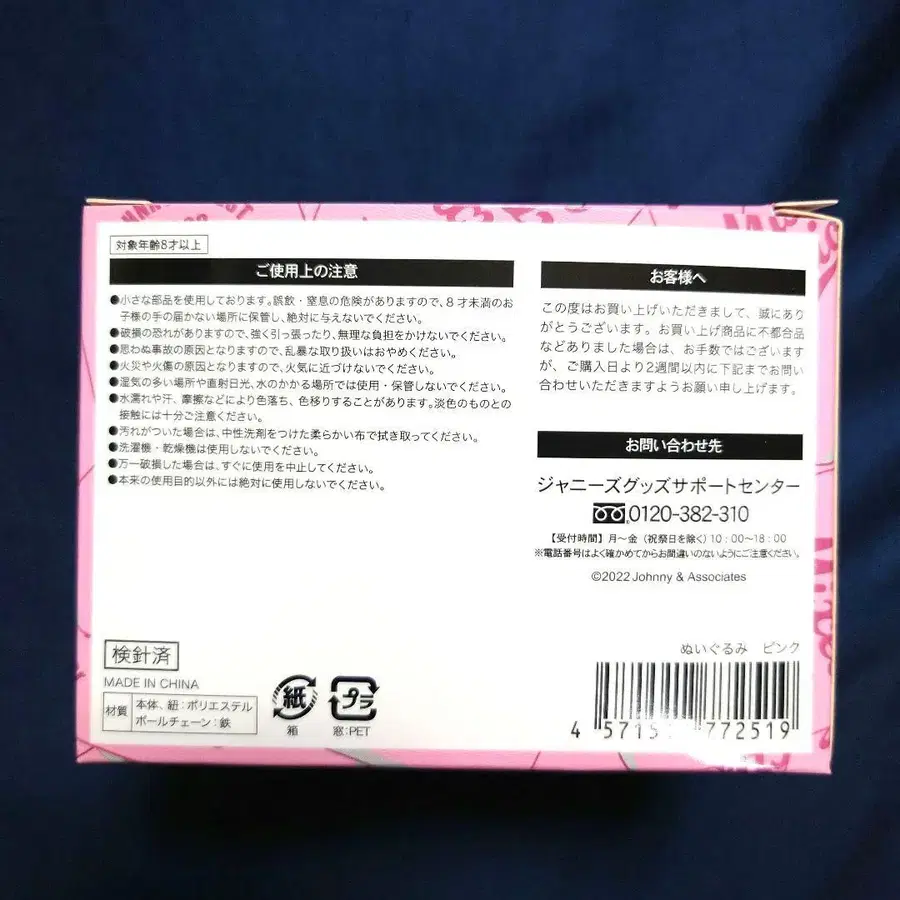 対象年齢8才以上
ご使用上の注意
●小さな部品を使用しております。誤飲・窒息の危険がありますので、8才未満のお
子様の手の届かない場所に保管し、絶対に与えないでください。
●破損の恐れがありますので、強く引っ張ったり、無理な負担をかけないでください。
●思わぬ事故の原因となりますので、乱暴な取り扱いはおやめください。
●火災や火傷の原因となりますので、火気に近づけないでください。
●湿気の多い場所や直射日光、水のかかる場所では使用・保管しないでください。
●水濡れや汗、摩擦などにより色落ち、色移りすることがあります。淡色のものとの
接触には十分ご注意ください。
●汚れがついた場合は、中性洗剤をつけた柔らかい布で拭き取ってください。
●洗濯機・乾燥機は使用しないでください。
●万一破損した場合は、すぐに使用を中止してください。
●本来の使用目的以外には絶対に使用しないでください。
お客様へ
この度はお買い上げいただきまして、誠にあり
がとうございます。お買い上げ商品に不都合品
などありました場合は、お手数ではございます
が、ご購入日より2週間以内に下記までお問い
合わせいただきますようお願い申し上げます。
お問い合わせ先
ジャニーズグッズサポートセンター
0120-382-310
【受付時間】月〜金（祝祭日を除く）10：00〜18：00
※電話番号はよく確かめてからお間違いのないようにご注意ください。
©2022 Johnny & Associates
検針済
MADE IN CHINA
材質
本体、紐：ポリエステル
ボールチェーン：鉄
紙
箱
プラ
窓:PET
ぬいぐるみ ピンク
4 5715 772519